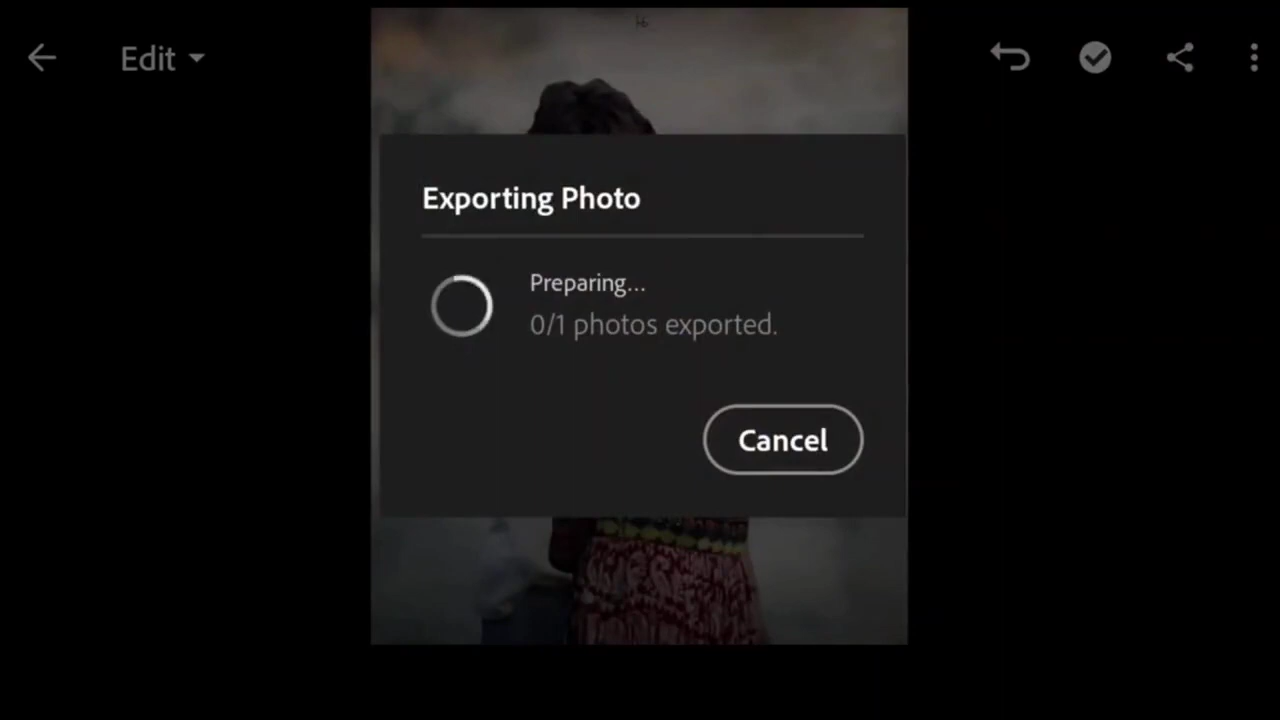 Edit
Exporting Photo
Preparing...
0/1 photos exported.
Cancel